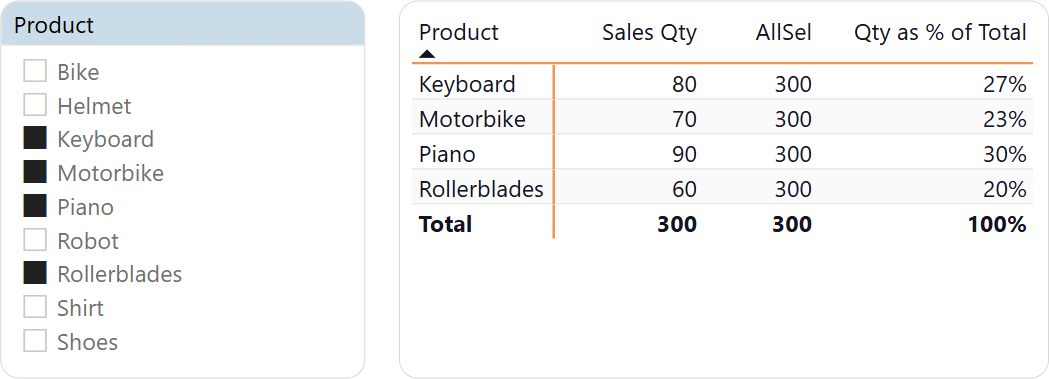 Product
Bike
Helmet
Keyboard
Motorbike
Piano
Robot
Rollerblades
Shirt
Shoes
Product Sales Qty AllSel Qty as % of Total
Keyboard 80 300 27%
Motorbike 70 300 23%
Piano 90 300 30%
Rollerblades 60 300 20%
Total 300 300 100%